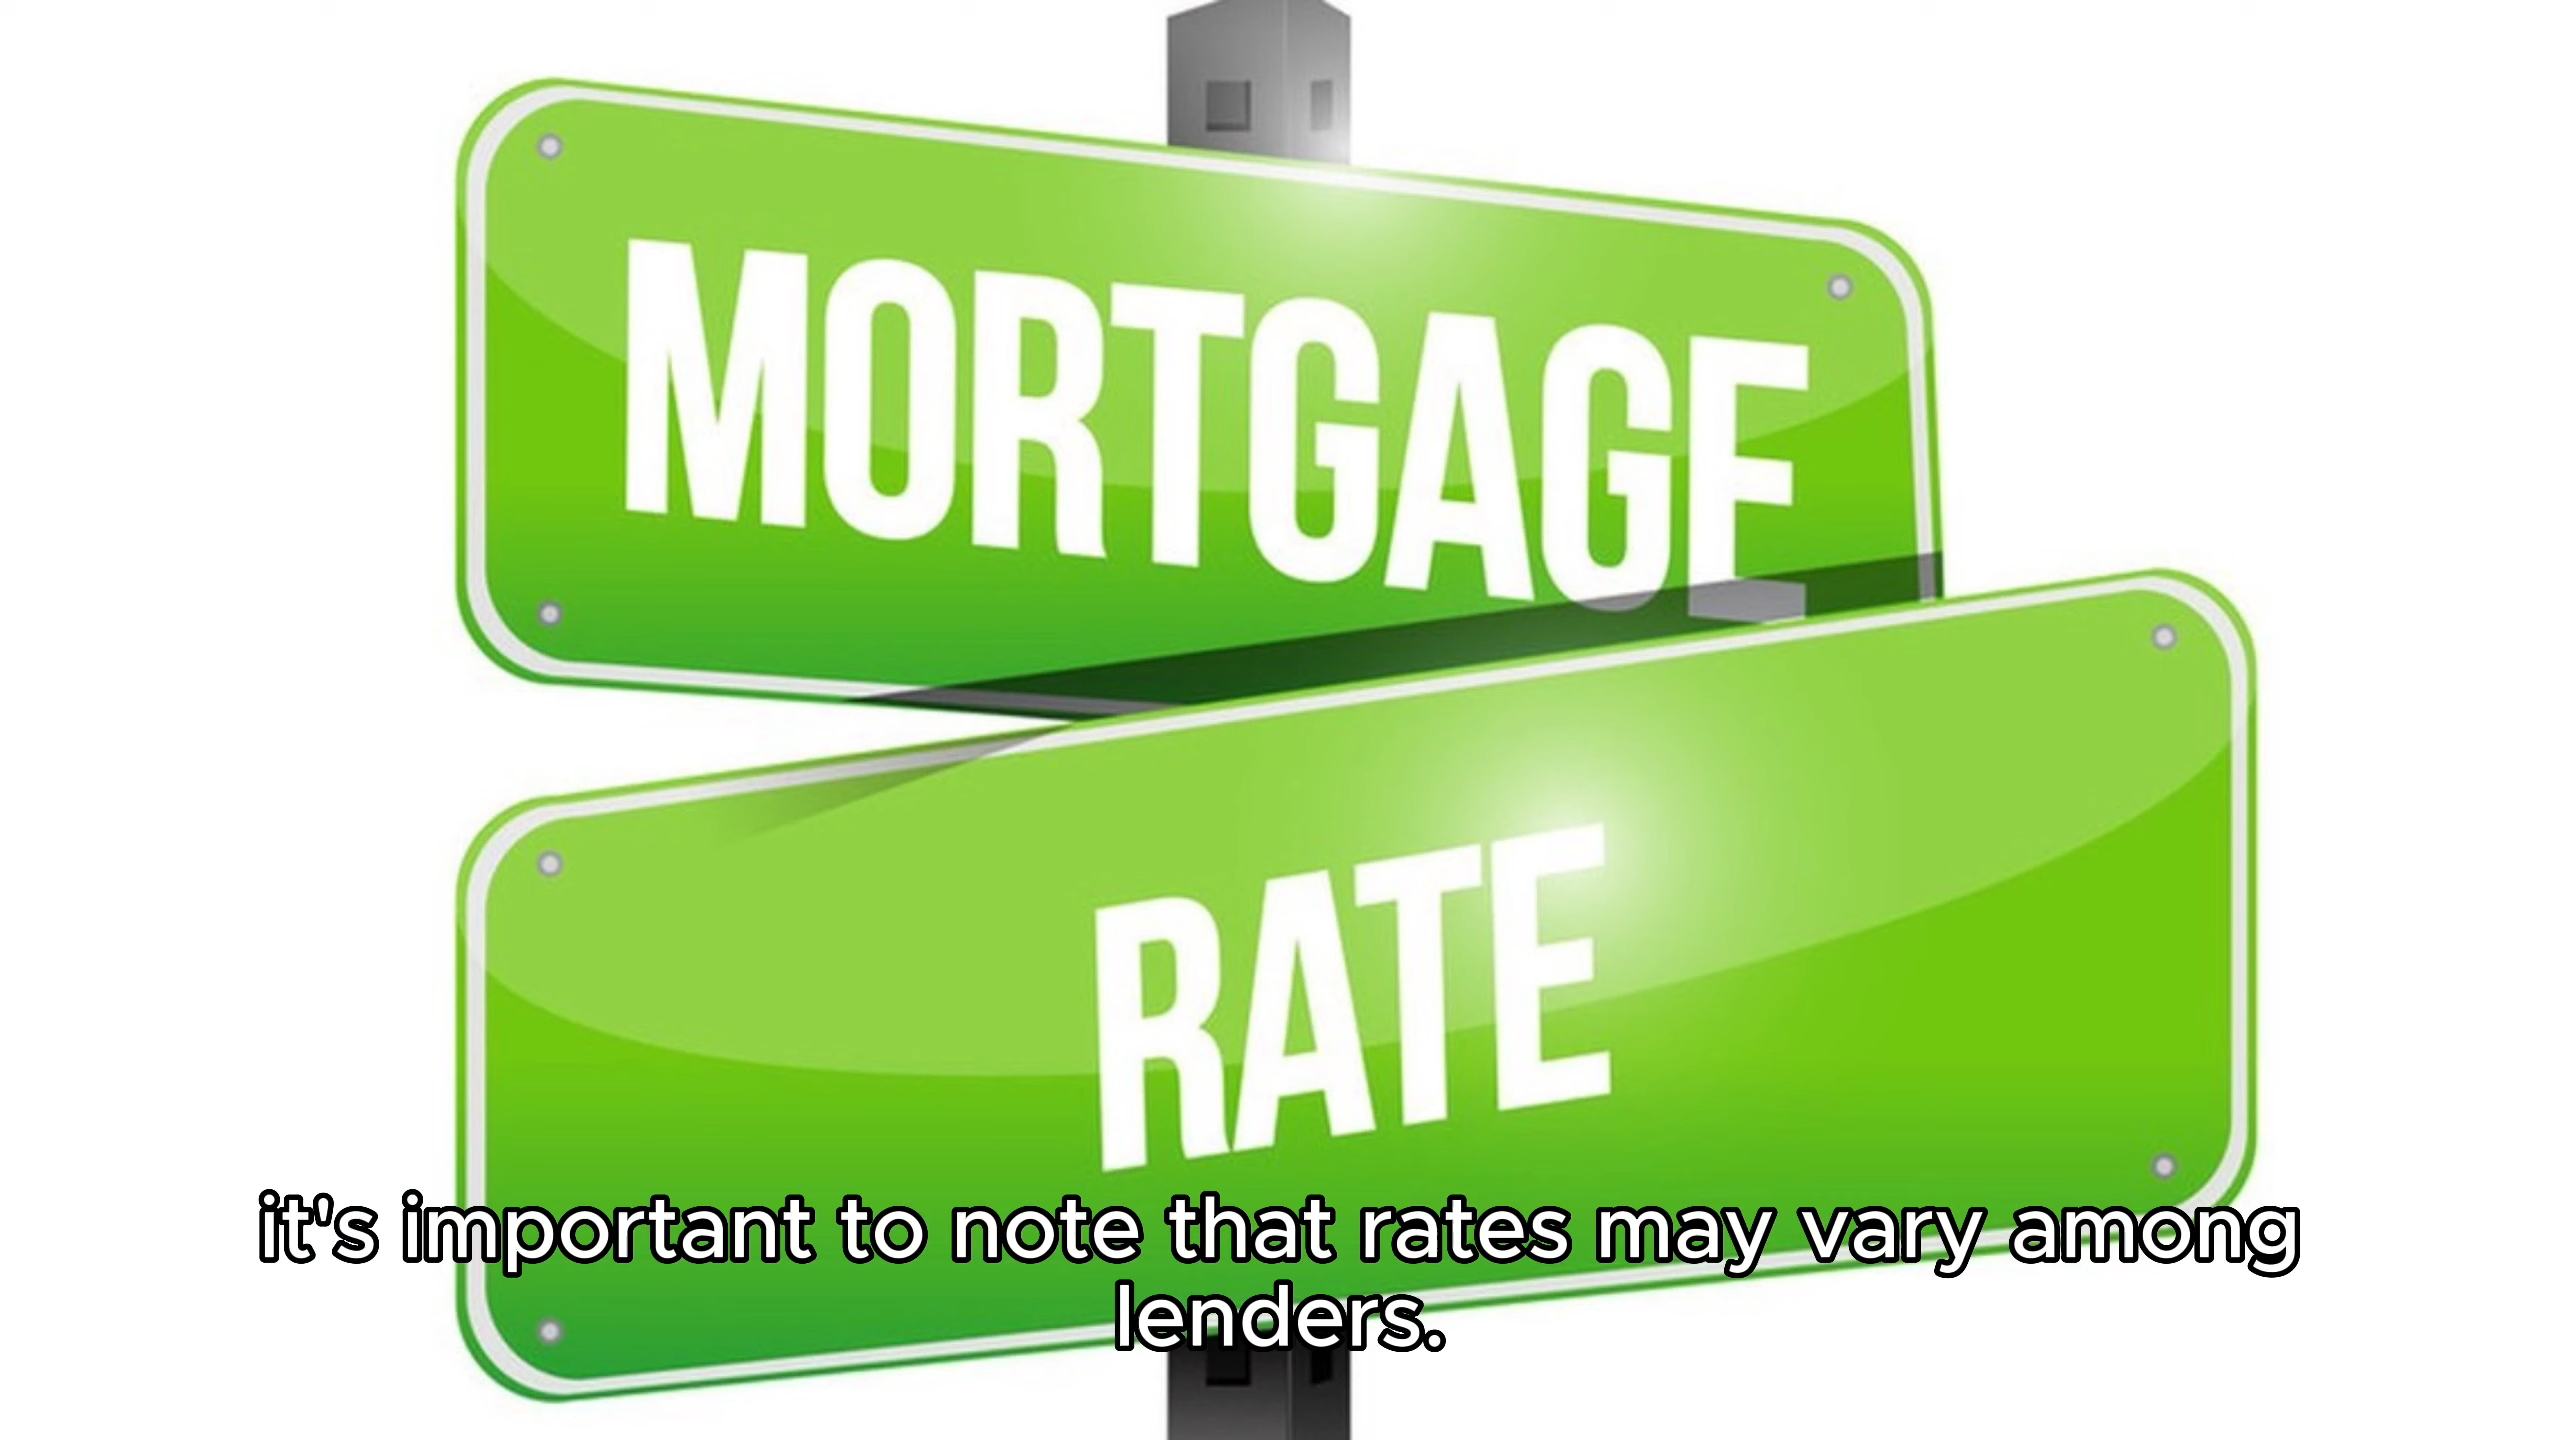 MORTGAGE
RATE
it's important to note that rates may vary among
lenders.